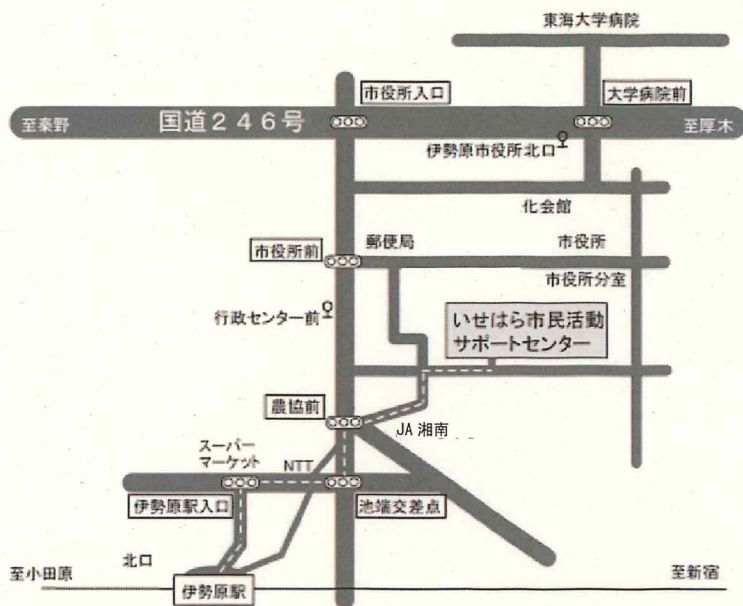 東海大学病院
市役所入口
大学病院前
至秦野
国道246号
至厚木
伊勢原市役所北口
化会館
市役所前
郵便局
市役所
市役所分室
行政センター前
いせはら市民活動
サポートセンター
農協前
JA 湘南
スーパー
マーケット
NTT
伊勢原駅入口
池端交差点
北口
至小田原
伊勢原駅
至新宿